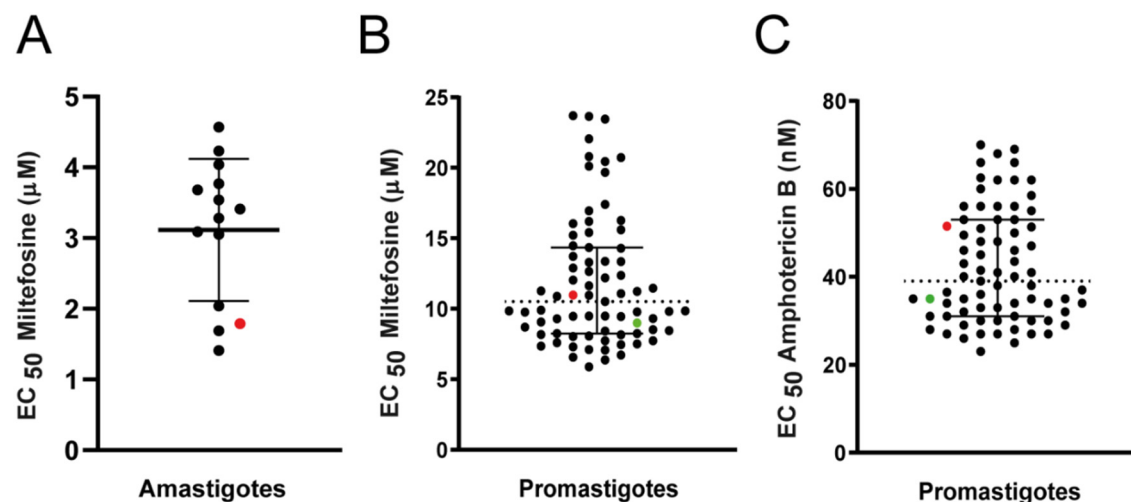 A
B
C
EC 50 Miltefosine (μM)
5
4
3
2
1
0
Amastigotes
EC 50 Miltefosine (μM)
25
20
15
10
5
0
Promastigotes
EC 50 Amphotericin B (nM)
80
60
40
20
0
Promastigotes